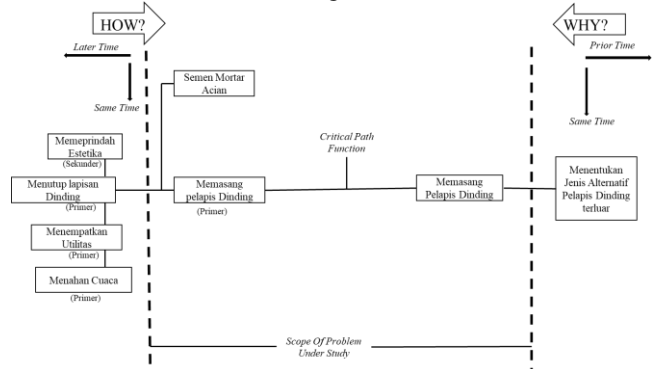 HOW?
WHY?
Later Time
Prior Time
Same Time
Same Time
Semen Mortar
Acian
Critical Path
Function
Memeprindah
Estetika
(Sekunder)
Menutup lapisan
Dinding
(Primer)
Menempatkan
Utilitas
(Primer)
Menahan Cuaca
(Primer)
Memasang
pelapis Dinding
(Primer)
Memasang
Pelapis Dinding
Menentukan
Jenis Alternatif
Pelapis Dinding
terluar
Scope Of Problem
Under Study